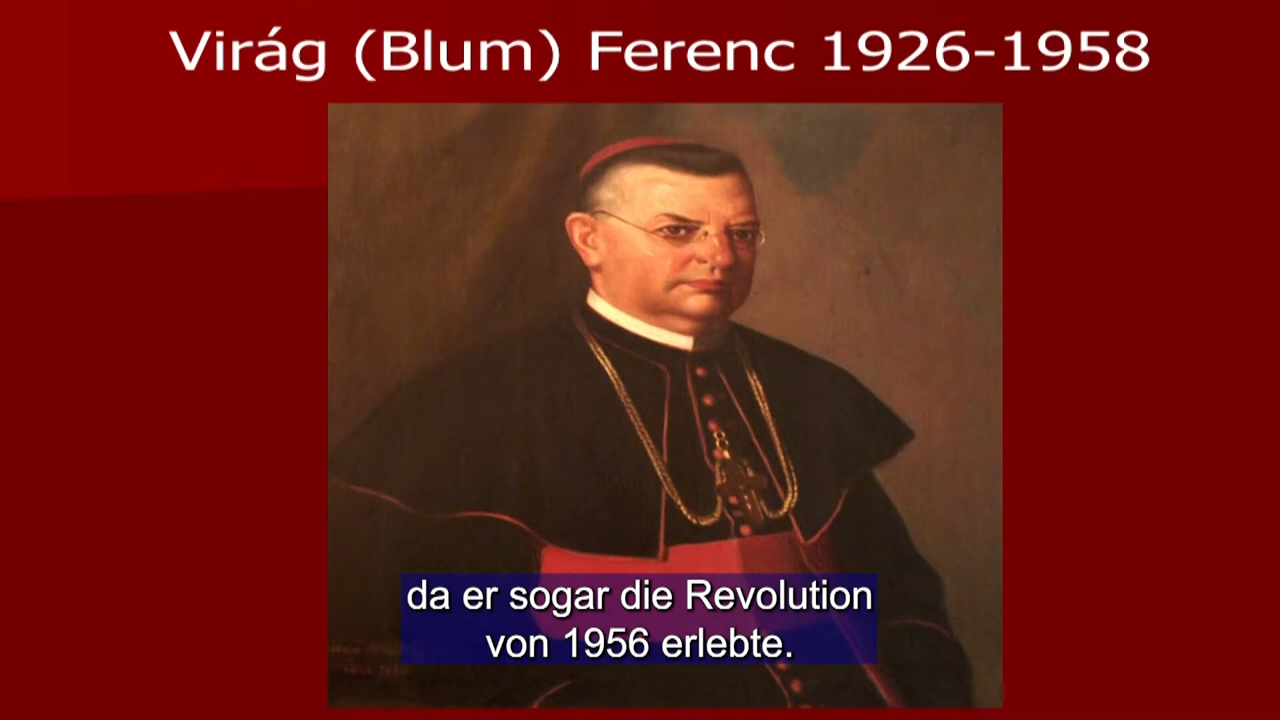 Virág (Blum) Ferenc 1926-1958
da er sogar die Revolution
von 1956 erlebte.